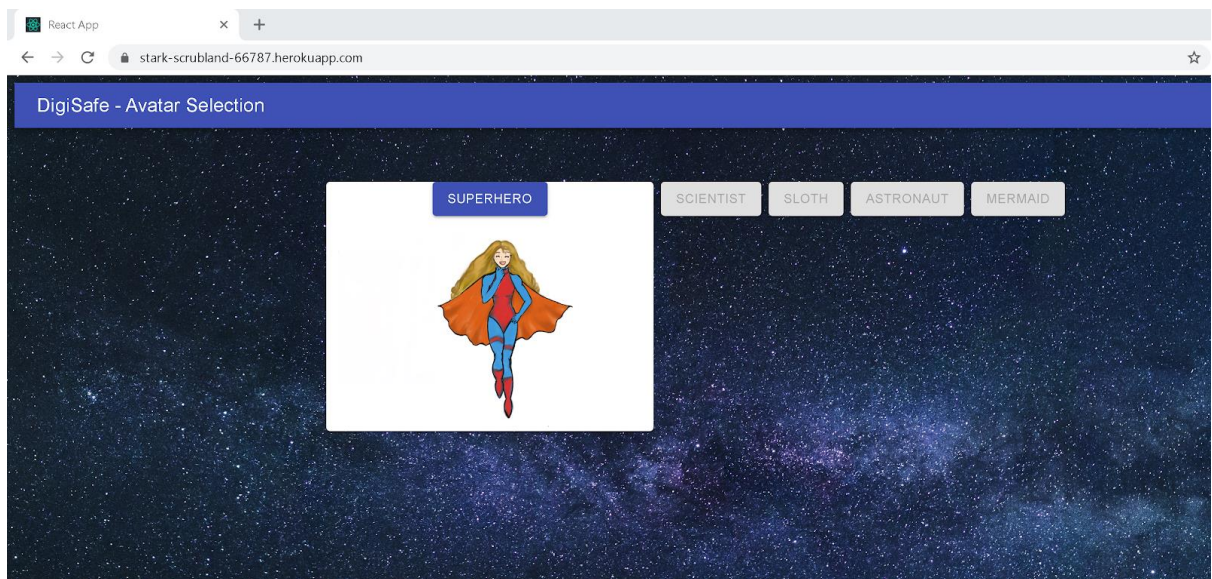 React App
stark-scrubland-66787.herokuapp.com
DigiSafe - Avatar Selection
SUPERHERO SCIENTIST SLOTH ASTRONAUT MERMAID